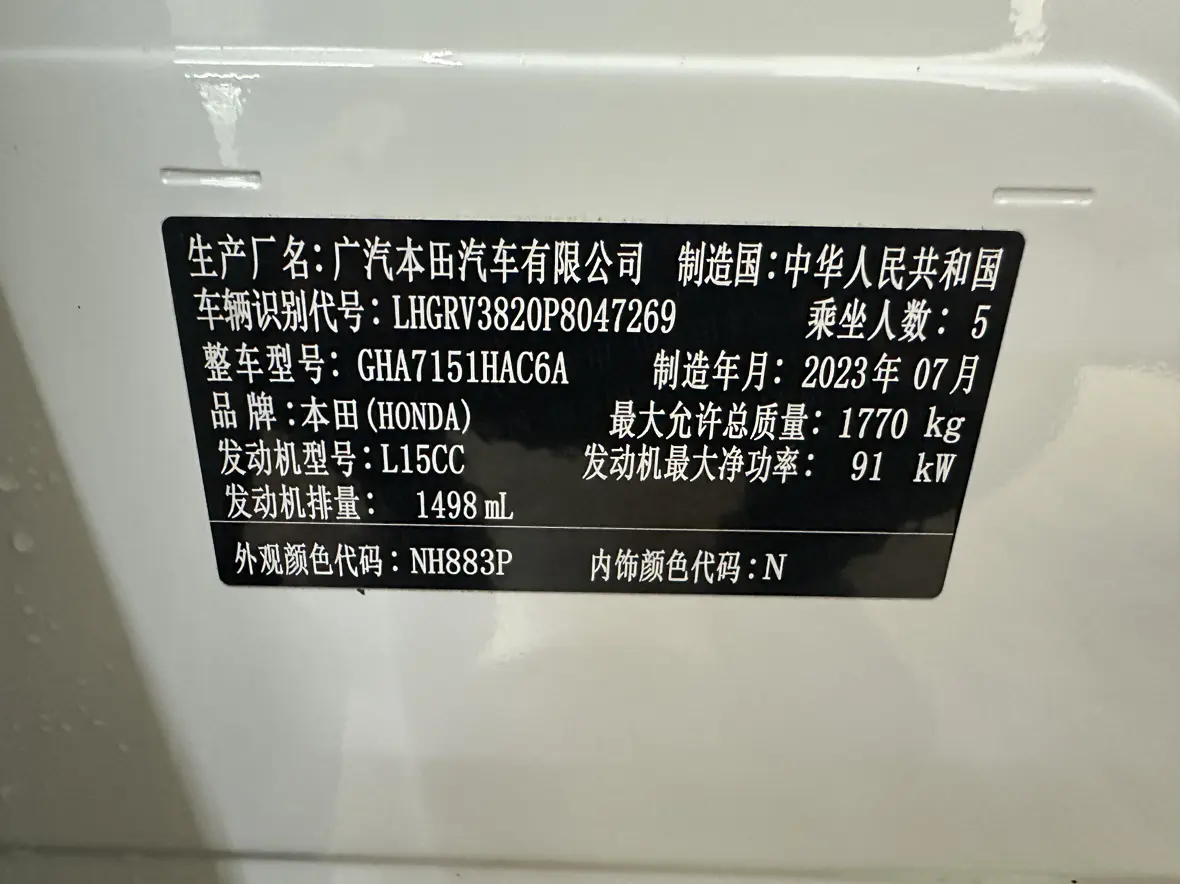 生产厂名：广汽本田汽车有限公司 制造国：中华人民共和国
车辆识别代号：LHGRV3820P8047269 乘坐人数：5
整车型号：GHA7151HAC6A 制造年月：2023年07月
品牌：本田(HONDA) 最大允许总质量：1770 kg
发动机型号：L15CC 发动机最大净功率：91 kW
发动机排量：1498 mL
外观颜色代码：NH883P 内饰颜色代码：N